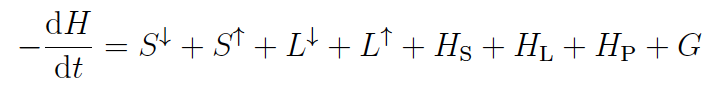 −dH/dt = S↓ + S↑ + L↓ + L↑ + H_S + H_L + H_P + G